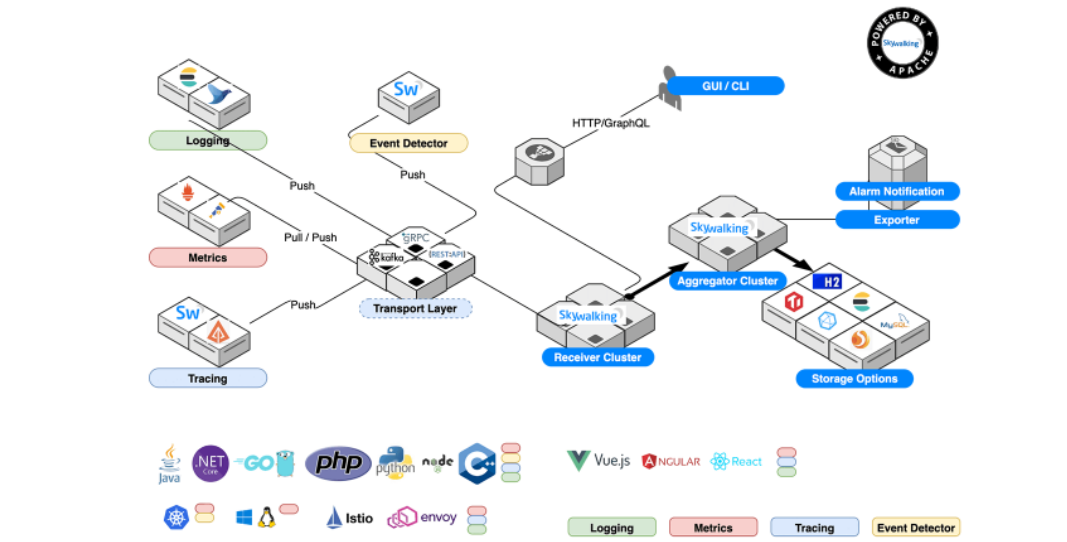 POWERED BY
Skywalking
APACHE
GUI / CLI
HTTP/GraphQL
Sw
Logging
Event Detector
Push
Push
Alarm Notification
Exporter
Pull / Push
Metrics
gRPC
kafka
{REST:API}
Skywalking
Aggregator Cluster
H2
MySQL
Transport Layer
Push
Sw
Skywalking
Receiver Cluster
Storage Options
Tracing
Java
.NET
Core
GO
php
python
node
C++
Vue.js
ANGULAR
React
Istio
envoy
Logging
Metrics
Tracing
Event Detector